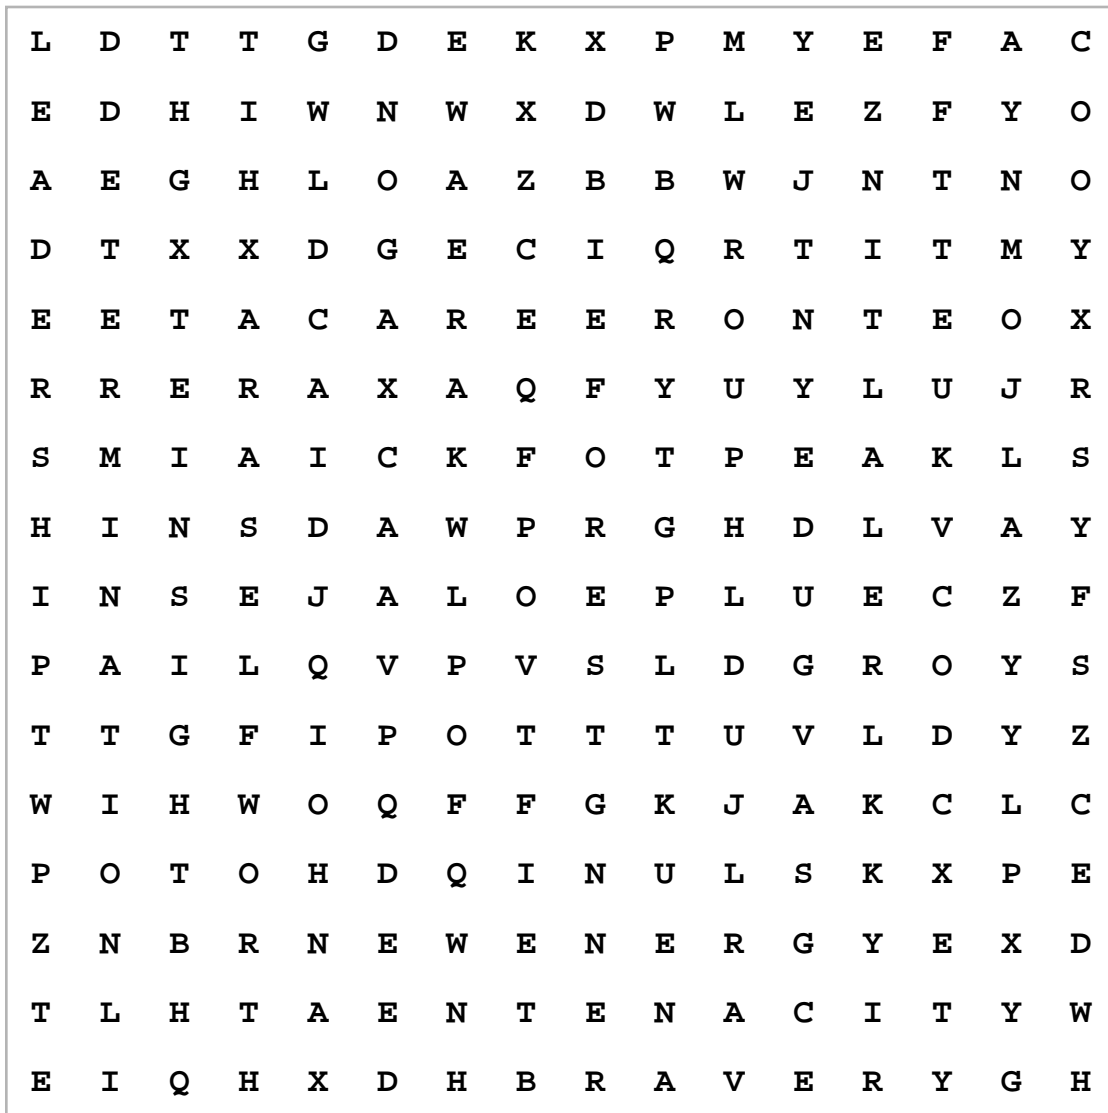 L D T T G D E K X P M Y E F A C
E D H I W N W X D W L E Z F Y O
A E G H L O A Z B B W J N T N O
D T X X D G E C I Q R T I T M Y
E E T A C A R E E R O N T E O X
R R E R A X A Q F Y U Y L U J R
S M I A I C K F O T P E A K L S
H I N S D A W P R G H D L V A Y
I N S E J A L O E P L U E C Z F
P A I L Q V P V S L D G R O Y S
T T G F I P O T T T U V L D Y Z
W I H W O Q F F G K J A K C L C
P O T O H D Q I N U L S K X P E
Z N B R N E W E N E R G Y E X D
T L H T A E N T E N A C I T Y W
E I Q H X D H B R A V E R Y G H